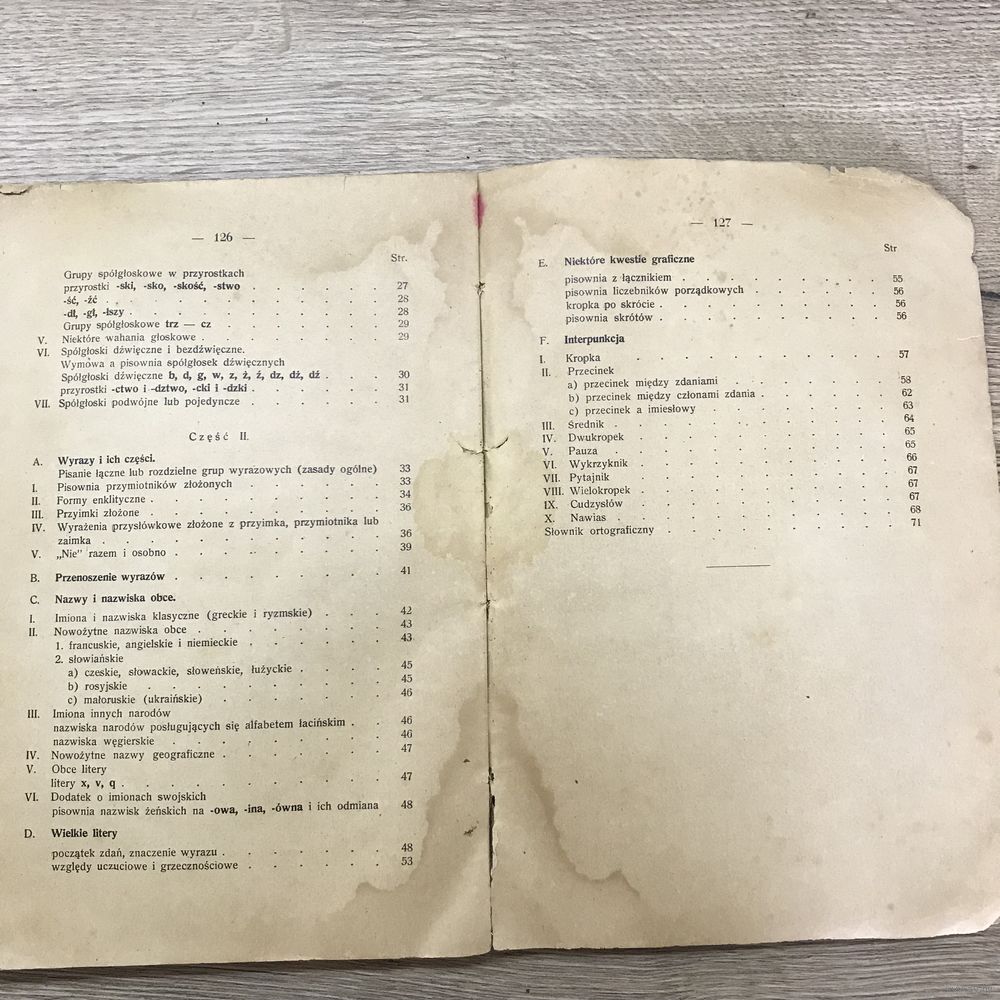 — 126 —
Str.
Grupy spółgłoskowe w przyrostkach
przyrostki -ski, -sko, -skość, -stwo . . . . . . . 27
-ść, -źć . . . . . . . 28
-dł, -gł, -łszy . . . . . . . 28
Grupy spółgłoskowe trz — cz . . . . . . . 29
V. Niektóre wahania głoskowe . . . . . . . 29
VI. Spółgłoski dźwięczne i bezdźwięczne.
Wymowa a pisownia spółgłosek dźwięcznych
Spółgłoski dźwięczne b, d, g, w, z, ż, ź, dz, dż, dź . . . 30
przyrostki -ctwo i -dztwo, -cki i -dzki . . . . . 31
VII. Spółgłoski podwójne lub pojedyncze . . . . . 31
Część II.
A. Wyrazy i ich części.
Pisanie łączne lub rozdzielne grup wyrazowych (zasady ogólne) 33
I. Pisownia przymiotników złożonych . . . . . 33
II. Formy enklityczne . . . . . . . 34
III. Przyimki złożone . . . . . . . 36
IV. Wyrażenia przysłówkowe złożone z przyimka, przymiotnika lub
zaimka . . . . . . . 36
V. „Nie" razem i osobno . . . . . . . 39
B. Przenoszenie wyrazów . . . . . . . 41
C. Nazwy i nazwiska obce.
I. Imiona i nazwiska klasyczne (greckie i ryzmskie) . . . 42
II. Nowożytne nazwiska obce . . . . . . . 43
1. francuskie, angielskie i niemieckie . . . . . 43
2. słowiańskie
a) czeskie, słowackie, słoweńskie, łużyckie . . . . 45
b) rosyjskie . . . . . . . 45
c) małoruskie (ukraińskie) . . . . . 46
III. Imiona innych narodów
nazwiska narodów posługujących się alfabetem łacińskim . . 46
nazwiska węgierskie . . . . . . . 46
IV. Nowożytne nazwy geograficzne . . . . . 47
V. Obce litery
litery x, v, q . . . . . . . 47
VI. Dodatek o imionach swojskich
pisownia nazwisk żeńskich na -owa, -ina, -ówna i ich odmiana 48
D. Wielkie litery
początek zdań, znaczenie wyrazu . . . . . 48
względy uczuciowe i grzecznościowe . . . . . 53
— 127 —
Str
E. Niektóre kwestie graficzne
pisownia z łącznikiem . . . . . . . 55
pisownia liczebników porządkowych . . . . . 56
kropka po skrócie . . . . . . . 56
pisownia skrótów . . . . . . . 56
F. Interpunkcja
I. Kropka . . . . . . . 57
II. Przecinek
a) przecinek między zdaniami . . . . . 58
b) przecinek między członami zdania . . . . . 62
c) przecinek a imiesłowy . . . . . 63
III. Średnik . . . . . . . 64
IV. Dwukropek . . . . . . . 65
V. Pauza . . . . . . . 65
VI. Wykrzyknik . . . . . . . 66
VII. Pytajnik . . . . . . . 67
VIII. Wielokropek . . . . . . . 67
IX. Cudzysłów . . . . . . . 67
X. Nawias . . . . . . . 68
Słownik ortograficzny . . . . . . . 71